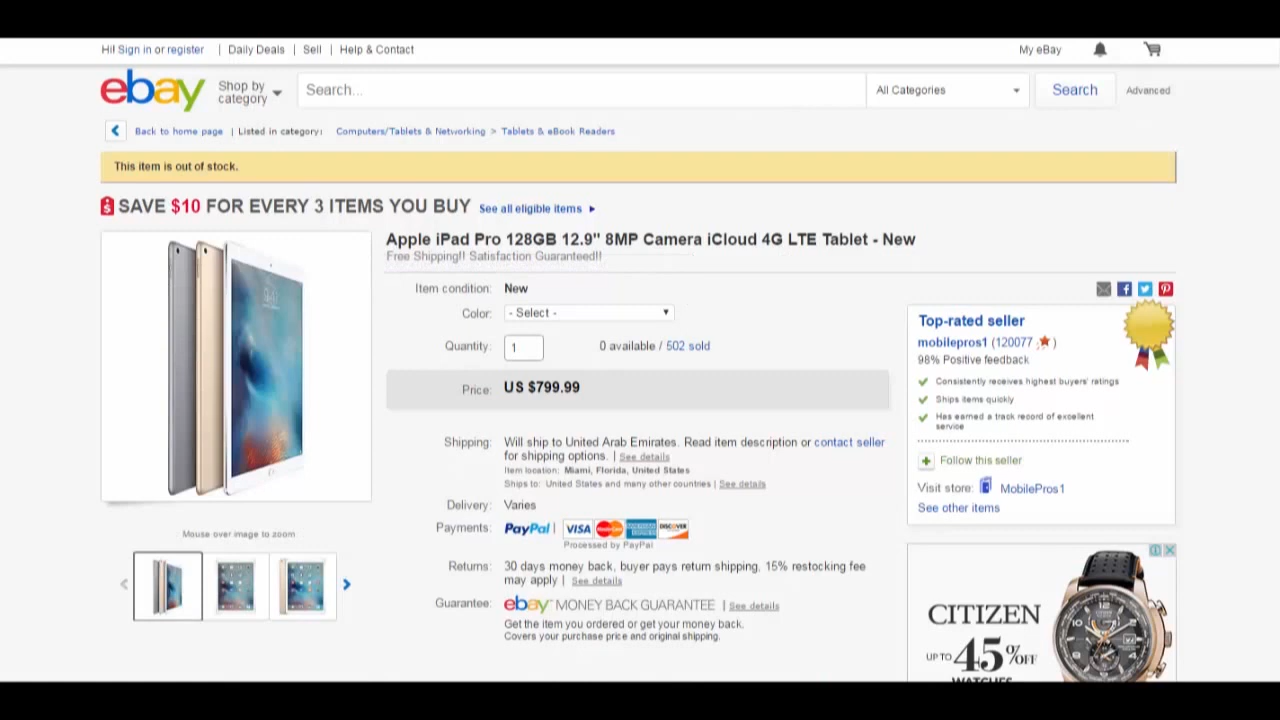 Hi! Sign in or register | Daily Deals | Sell | Help & Contact
My eBay
ebay
Shop by
category
Search...
All Categories
Search
Advanced
Back to home page | Listed in category: Computers/Tablets & Networking > Tablets & eBook Readers
This item is out of stock.
SAVE $10 FOR EVERY 3 ITEMS YOU BUY See all eligible items
Apple iPad Pro 128GB 12.9" 8MP Camera iCloud 4G LTE Tablet - New
Free Shipping!! Satisfaction Guaranteed!!
Item condition: New
Color: - Select -
Quantity: 1 0 available / 502 sold
Price: US $799.99
Shipping: Will ship to United Arab Emirates. Read item description or contact seller
for shipping options. | See details
Item location: Miami, Florida, United States
Ships to: United States and many other countries | See details
Delivery: Varies
Payments: PayPal | VISA MasterCard AMERICAN EXPRESS DISCOVER
Processed by PayPal
Returns: 30 days money back, buyer pays return shipping, 15% restocking fee
may apply | See details
Guarantee: ebay MONEY BACK GUARANTEE | See details
Get the item you ordered or get your money back.
Covers your purchase price and original shipping.
Mouse over image to zoom
Top-rated seller
mobilepros1 (120077 )
98% Positive feedback
Consistently receives highest buyers' ratings
Ships items quickly
Has earned a track record of excellent
service
Follow this seller
Visit store: MobilePros1
See other items
CITIZEN
UP TO 45% OFF
WATCHES